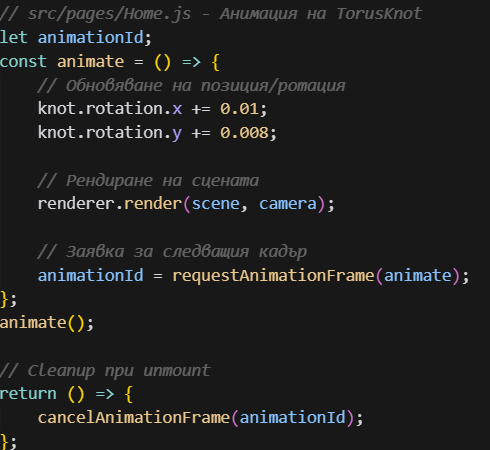 // src/pages/Home.js - Анимация на TorusKnot
let animationId;
const animate = () => {
    // Обновяване на позиция/ротация
    knot.rotation.x += 0.01;
    knot.rotation.y += 0.008;

    // Рендиране на сцената
    renderer.render(scene, camera);

    // Заявка за следващия кадър
    animationId = requestAnimationFrame(animate);
};
animate();

// Cleanup при unmount
return () => {
    cancelAnimationFrame(animationId);
};